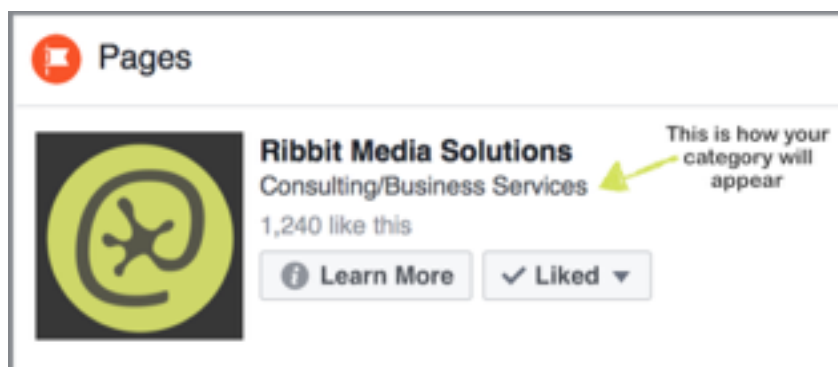 Pages
Ribbit Media Solutions
Consulting/Business Services
1,240 like this
Learn More
Liked
This is how your
category will
appear